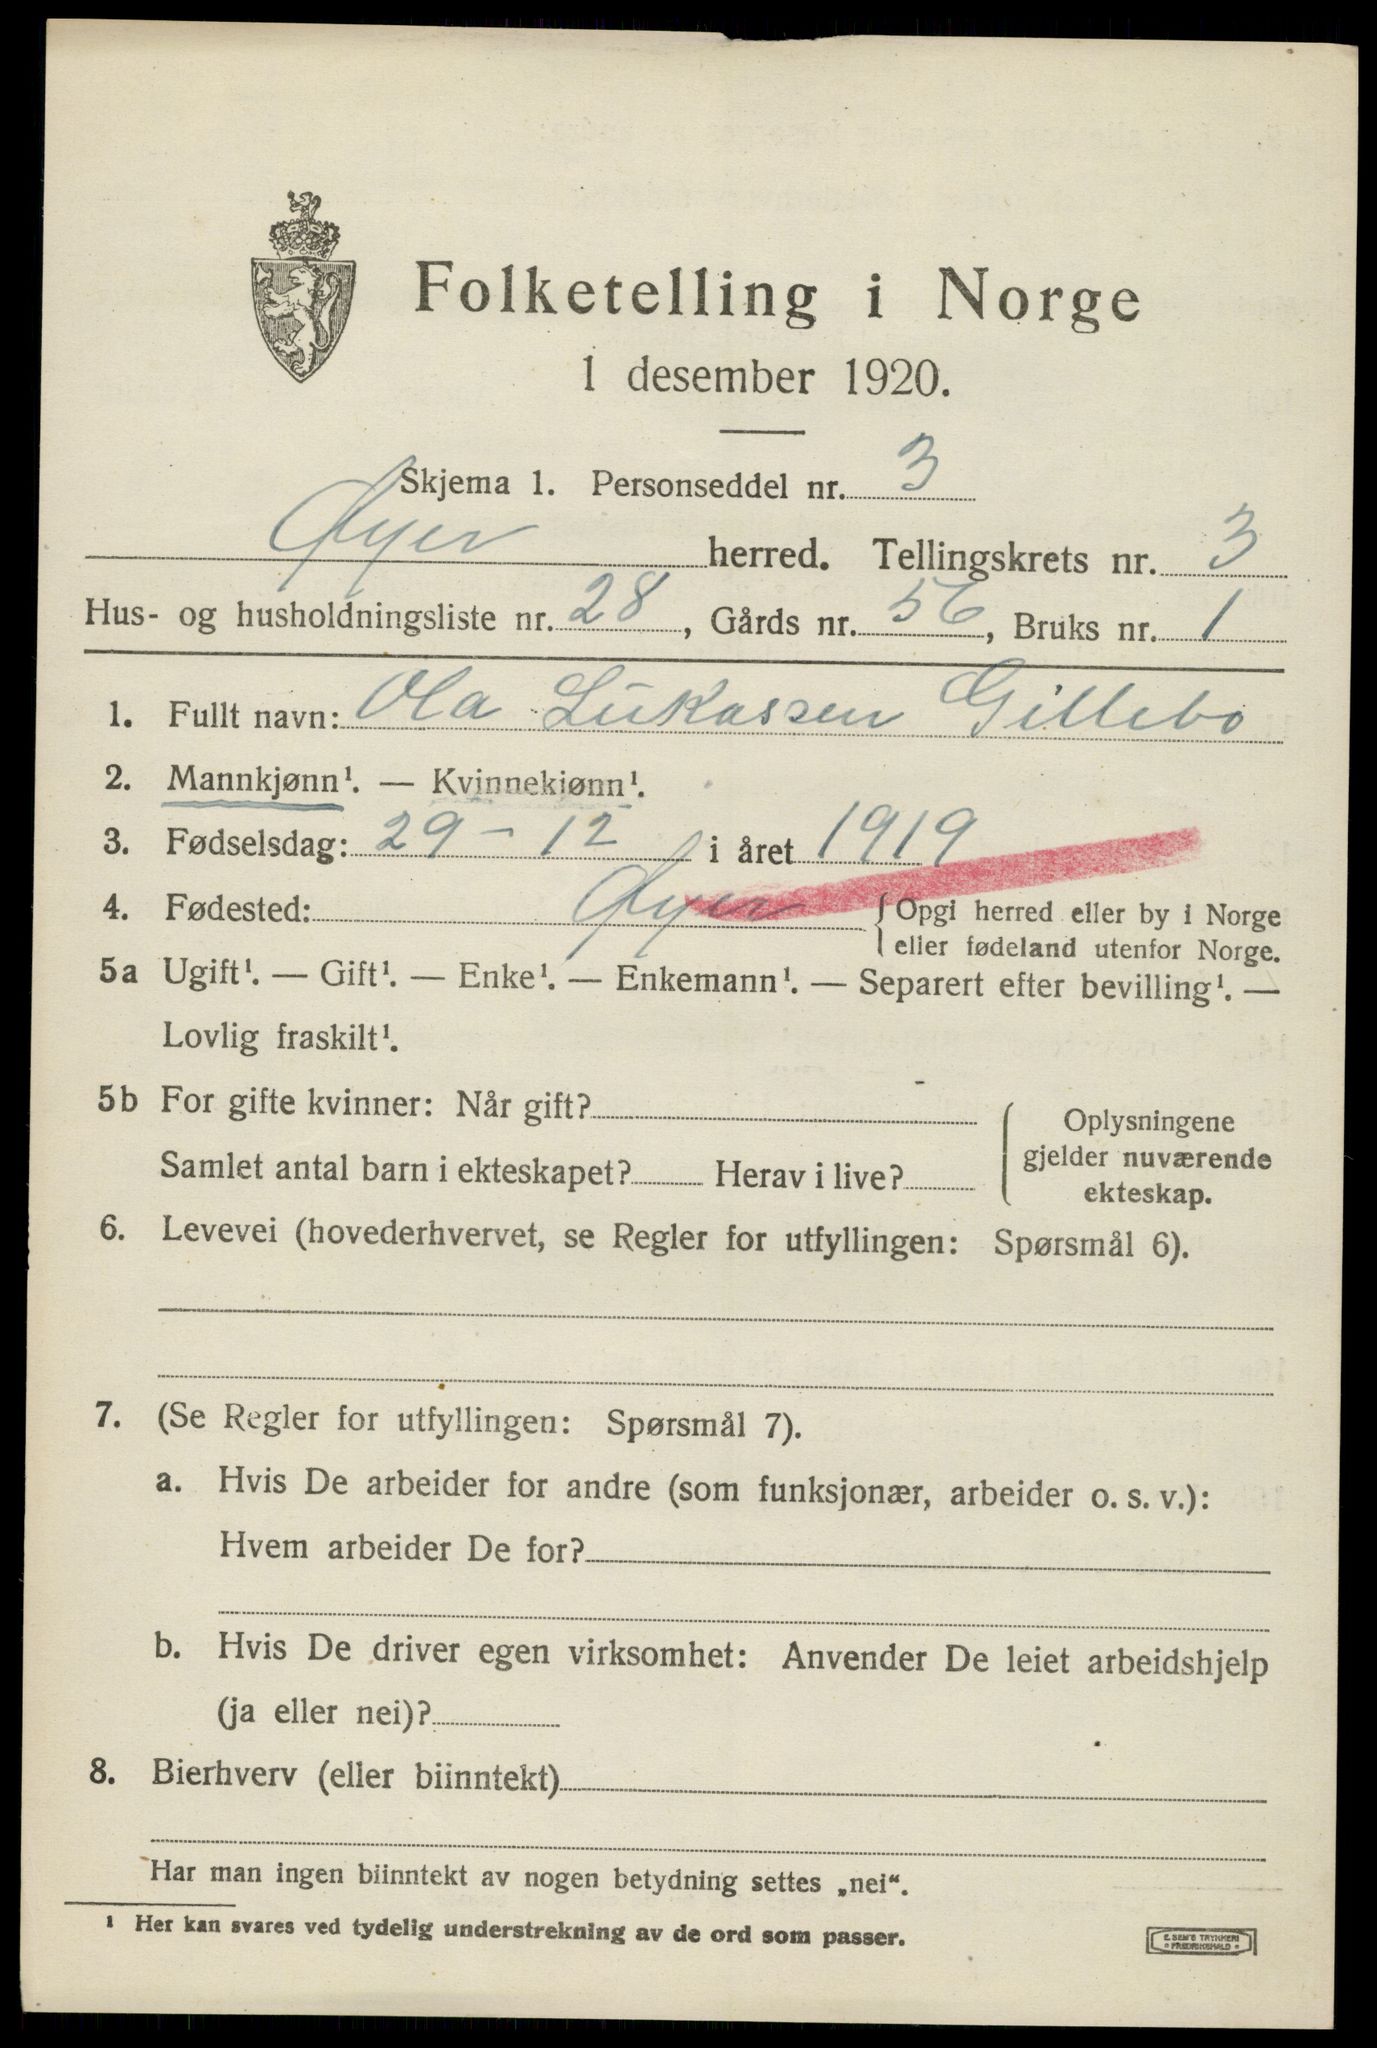 Folketelling i Norge
1 desember 1920.
Skjema 1. Personseddel nr. 3
Øyer herred. Tellingskrets nr. 3
Hus- og husholdningsliste nr. 28, Gårds nr. 56, Bruks nr. 1
1. Fullt navn: Ola Lukassen Gillebo
2. Mannkjønn¹. — Kvinnekjønn¹.
3. Fødselsdag: 29 - 12 i året 1919
4. Fødested: Øyer { Opgi herred eller by i Norge
eller fødeland utenfor Norge.
5a Ugift¹. — Gift¹. — Enke¹. — Enkemann¹. — Separert efter bevilling¹. —
Lovlig fraskilt¹.
5b For gifte kvinner: Når gift?
Samlet antal barn i ekteskapet? Herav i live?
Oplysningene
gjelder nuværende
ekteskap.
6. Levevei (hovederhvervet, se Regler for utfyllingen: Spørsmål 6).
7. (Se Regler for utfyllingen: Spørsmål 7).
a. Hvis De arbeider for andre (som funksjonær, arbeider o. s. v.):
Hvem arbeider De for?
b. Hvis De driver egen virksomhet: Anvender De leiet arbeidshjelp
(ja eller nei)?
8. Bierhverv (eller biinntekt)
Har man ingen biinntekt av nogen betydning settes „nei“.
¹ Her kan svares ved tydelig understrekning av de ord som passer.
E. SEM'S TRYKKERI
FREDRIKSHALD